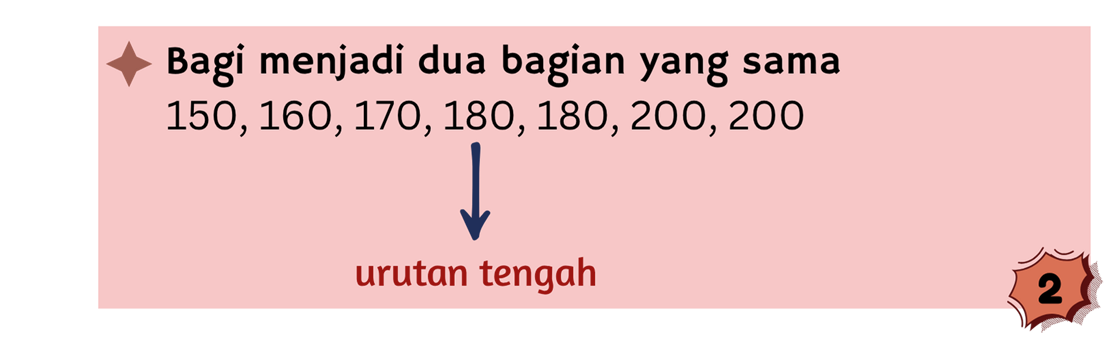 Bagi menjadi dua bagian yang sama
150, 160, 170, 180, 180, 200, 200
urutan tengah
2